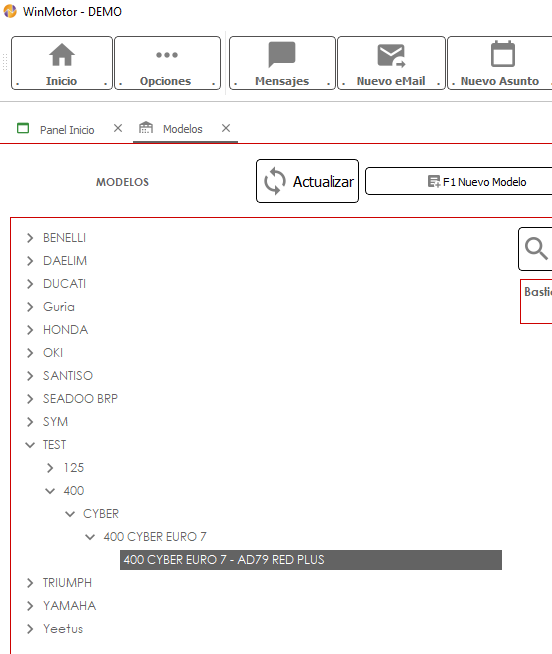 WinMotor - DEMO
. Inicio .
. Opciones .
. Mensajes .
. Nuevo eMail .
. Nuevo Asunto
Panel Inicio
Modelos
MODELOS
Actualizar
F1 Nuevo Modelo
BENELLI
DAELIM
DUCATI
Guria
HONDA
OKI
SANTISO
SEADOO BRP
SYM
TEST
125
400
CYBER
400 CYBER EURO 7
400 CYBER EURO 7 - AD79 RED PLUS
TRIUMPH
YAMAHA
Yeetus